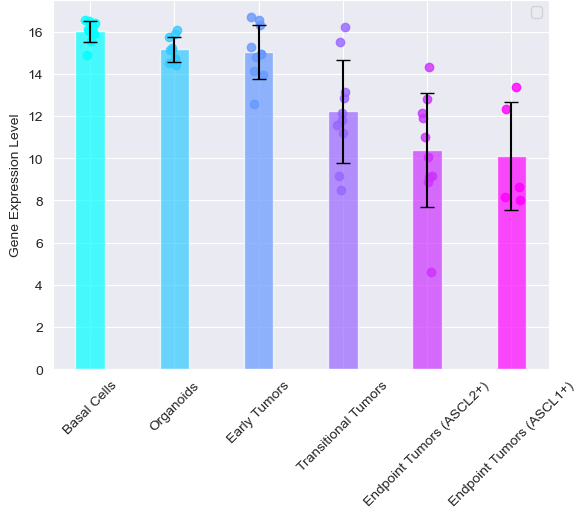 Gene Expression Level
16
14
12
10
8
6
4
2
0
Basal Cells
Organoids
Early Tumors
Transitional Tumors
Endpoint Tumors (ASCL2+)
Endpoint Tumors (ASCL1+)